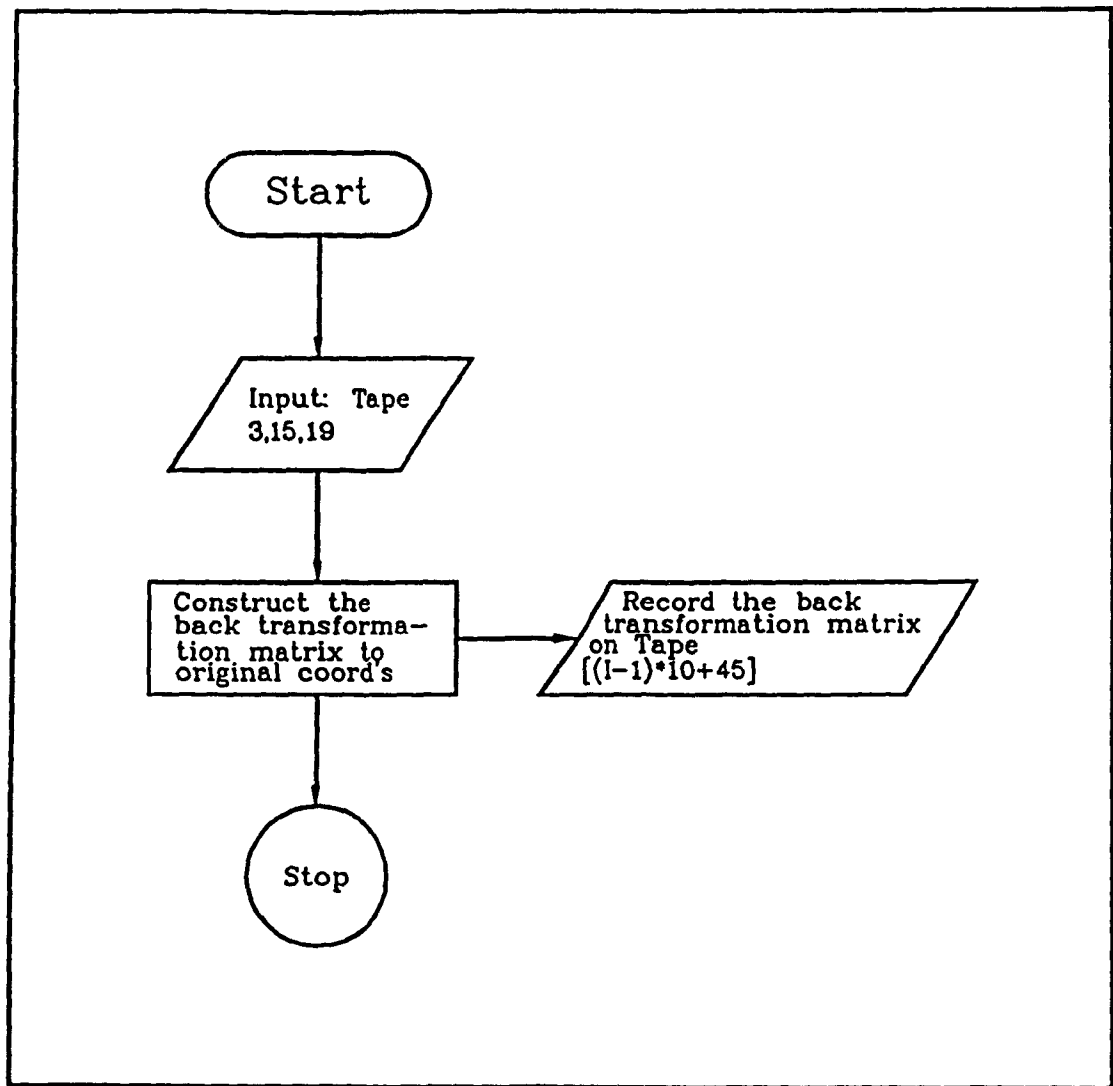 Start
Input: Tape
3,15,19
Construct the
back transforma-
tion matrix to
original coord's
Record the back
transformation matrix
on Tape
[(I-1)*10+45]
Stop